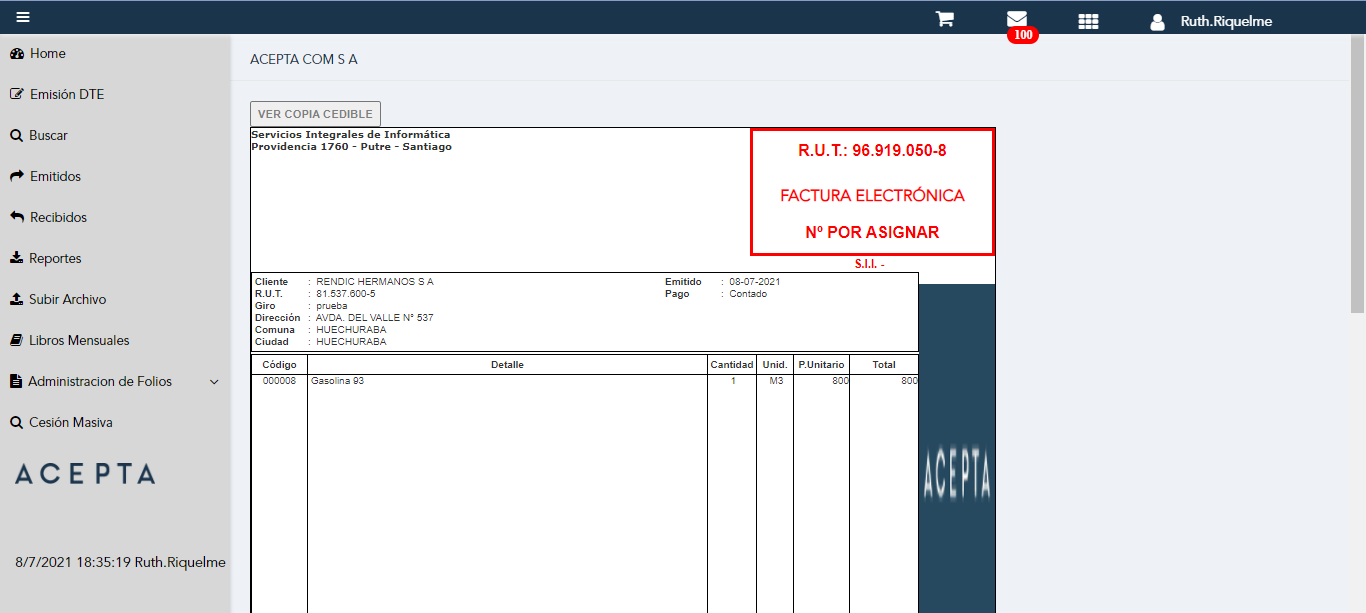 Ruth.Riquelme
100
Home
Emisión DTE
Buscar
Emitidos
Recibidos
Reportes
Subir Archivo
Libros Mensuales
Administracion de Folios
Cesión Masiva
ACEPTA
8/7/2021 18:35:19 Ruth.Riquelme
ACEPTA COM S A
VER COPIA CEDIBLE
Servicios Integrales de Informática
Providencia 1760 - Putre - Santiago
R.U.T.: 96.919.050-8
FACTURA ELECTRÓNICA
Nº POR ASIGNAR
S.I.I. -
Cliente : RENDIC HERMANOS S A Emitido : 08-07-2021
R.U.T. : 81.537.600-5 Pago : Contado
Giro : prueba
Dirección : AVDA. DEL VALLE N° 537
Comuna : HUECHURABA
Ciudad : HUECHURABA
Código Detalle Cantidad Unid. P.Unitario Total
000008 Gasolina 93 1 M3 800 800
ACEPTA